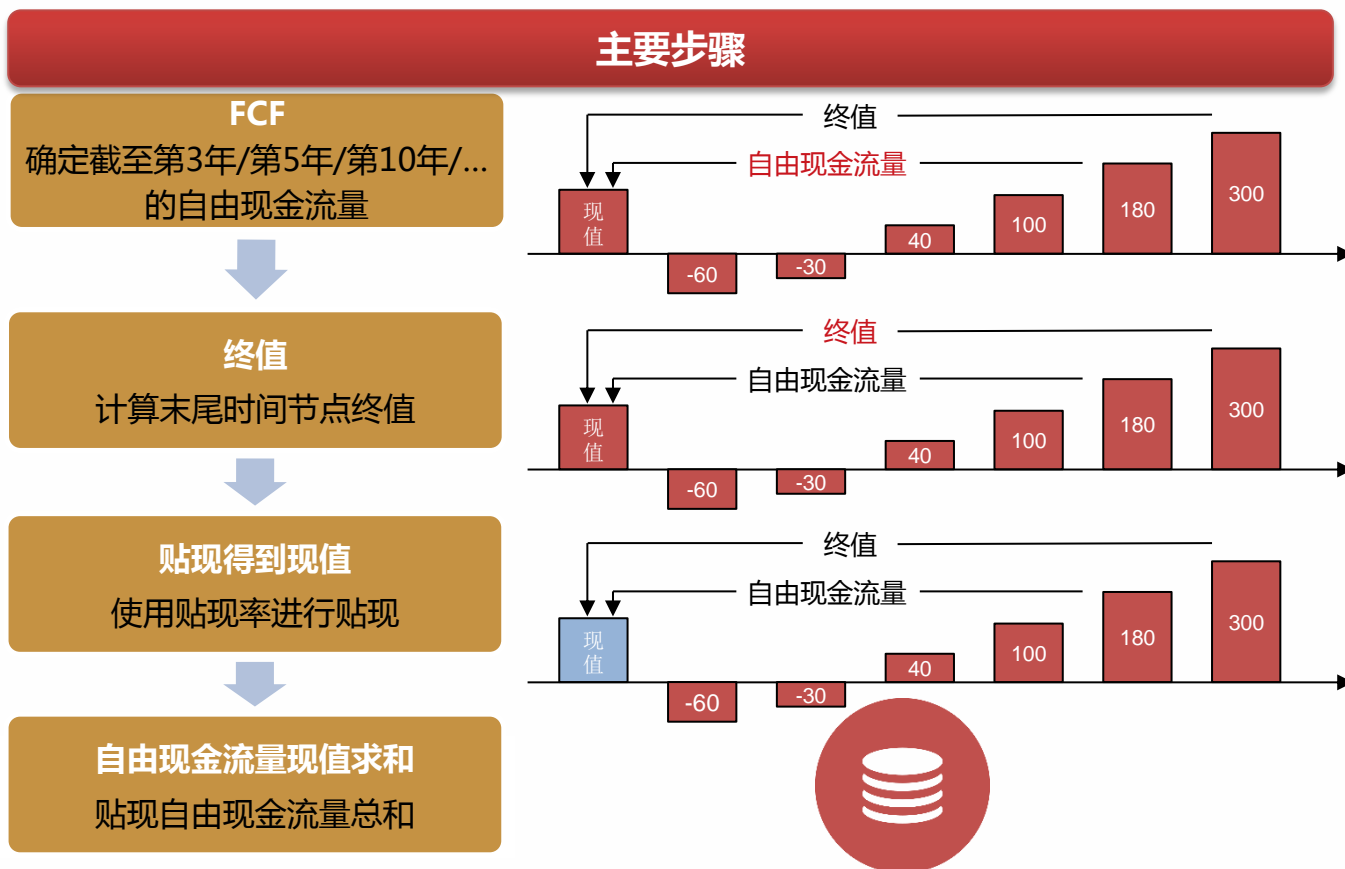 主要步骤
FCF
确定截至第3年/第5年/第10年/...
的自由现金流量
终值
计算末尾时间节点终值
贴现得到现值
使用贴现率进行贴现
自由现金流量现值求和
贴现自由现金流量总和
终值
自由现金流量
现
值
-60
-30
40
100
180
300
终值
自由现金流量
现
值
-60
-30
40
100
180
300
终值
自由现金流量
现
值
-60
-30
40
100
180
300